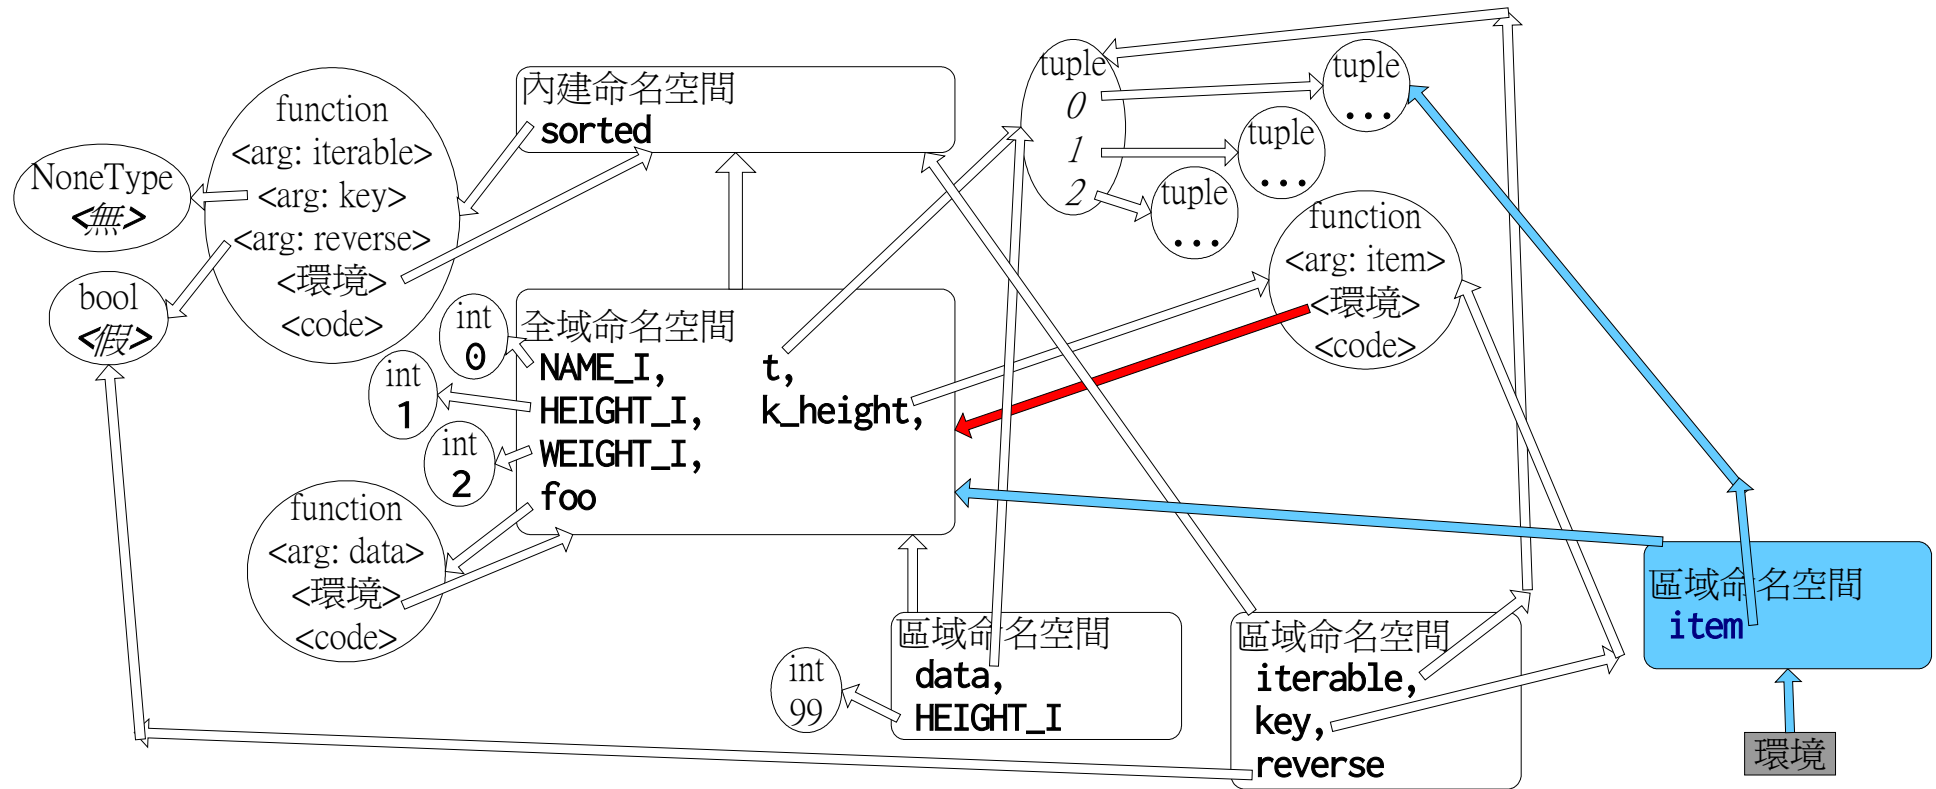 NoneType
<無>
bool
<假>
function
<arg: iterable>
<arg: key>
<arg: reverse>
<環境>
<code>
內建命名空間
sorted
tuple
0
1
2
tuple
...
tuple
...
tuple
...
function
<arg: item>
<環境>
<code>
int
0
int
1
int
2
全域命名空間
NAME_I, t,
HEIGHT_I, k_height,
WEIGHT_I,
foo
function
<arg: data>
<環境>
<code>
int
99
區域命名空間
data,
HEIGHT_I
區域命名空間
iterable,
key,
reverse
區域命名空間
item
環境